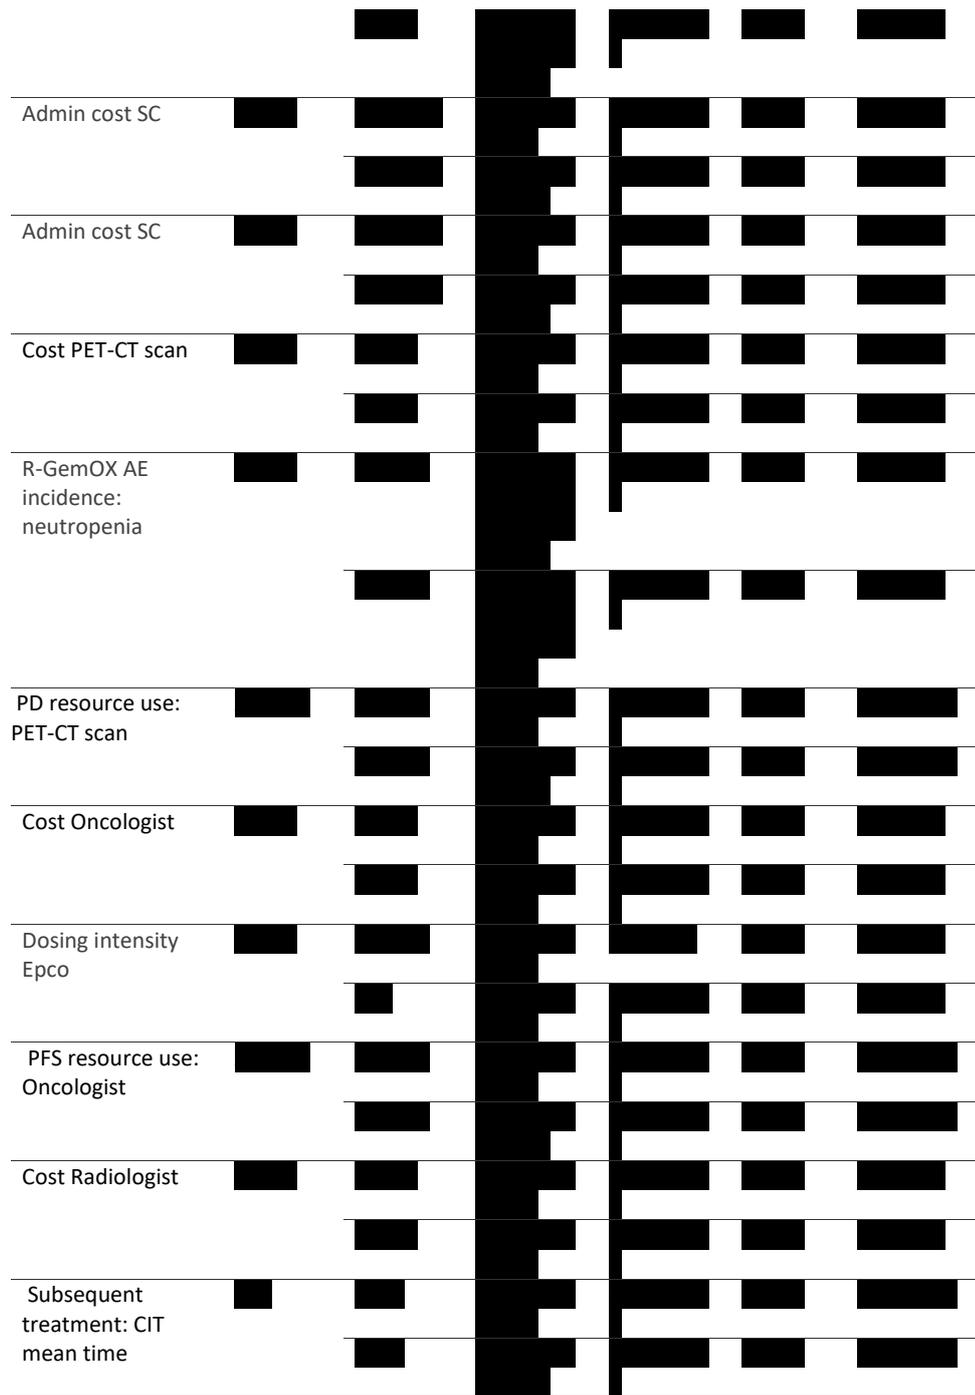 Admin cost SC
Admin cost SC
Cost PET-CT scan
R-GemOX AE
incidence:
neutropenia
PD resource use:
PET-CT scan
Cost Oncologist
Dosing intensity
Epco
PFS resource use:
Oncologist
Cost Radiologist
Subsequent
treatment: CIT
mean time